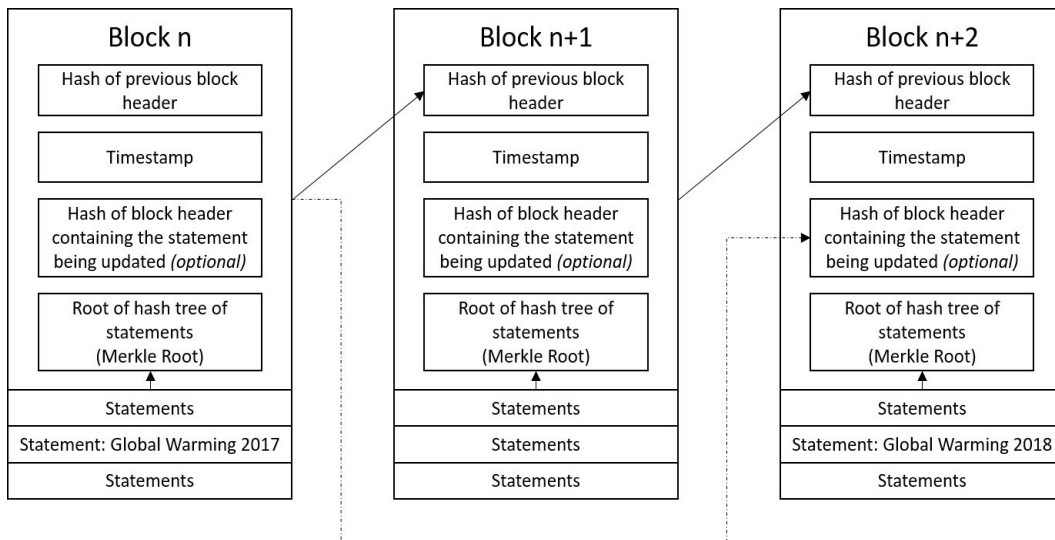 Block n
Hash of previous block
header
Timestamp
Hash of block header
containing the statement
being updated (optional)
Root of hash tree of
statements
(Merkle Root)
Statements
Statement: Global Warming 2017
Statements
Block n+1
Hash of previous block
header
Timestamp
Hash of block header
containing the statement
being updated (optional)
Root of hash tree of
statements
(Merkle Root)
Statements
Statements
Statements
Block n+2
Hash of previous block
header
Timestamp
Hash of block header
containing the statement
being updated (optional)
Root of hash tree of
statements
(Merkle Root)
Statements
Statement: Global Warming 2018
Statements